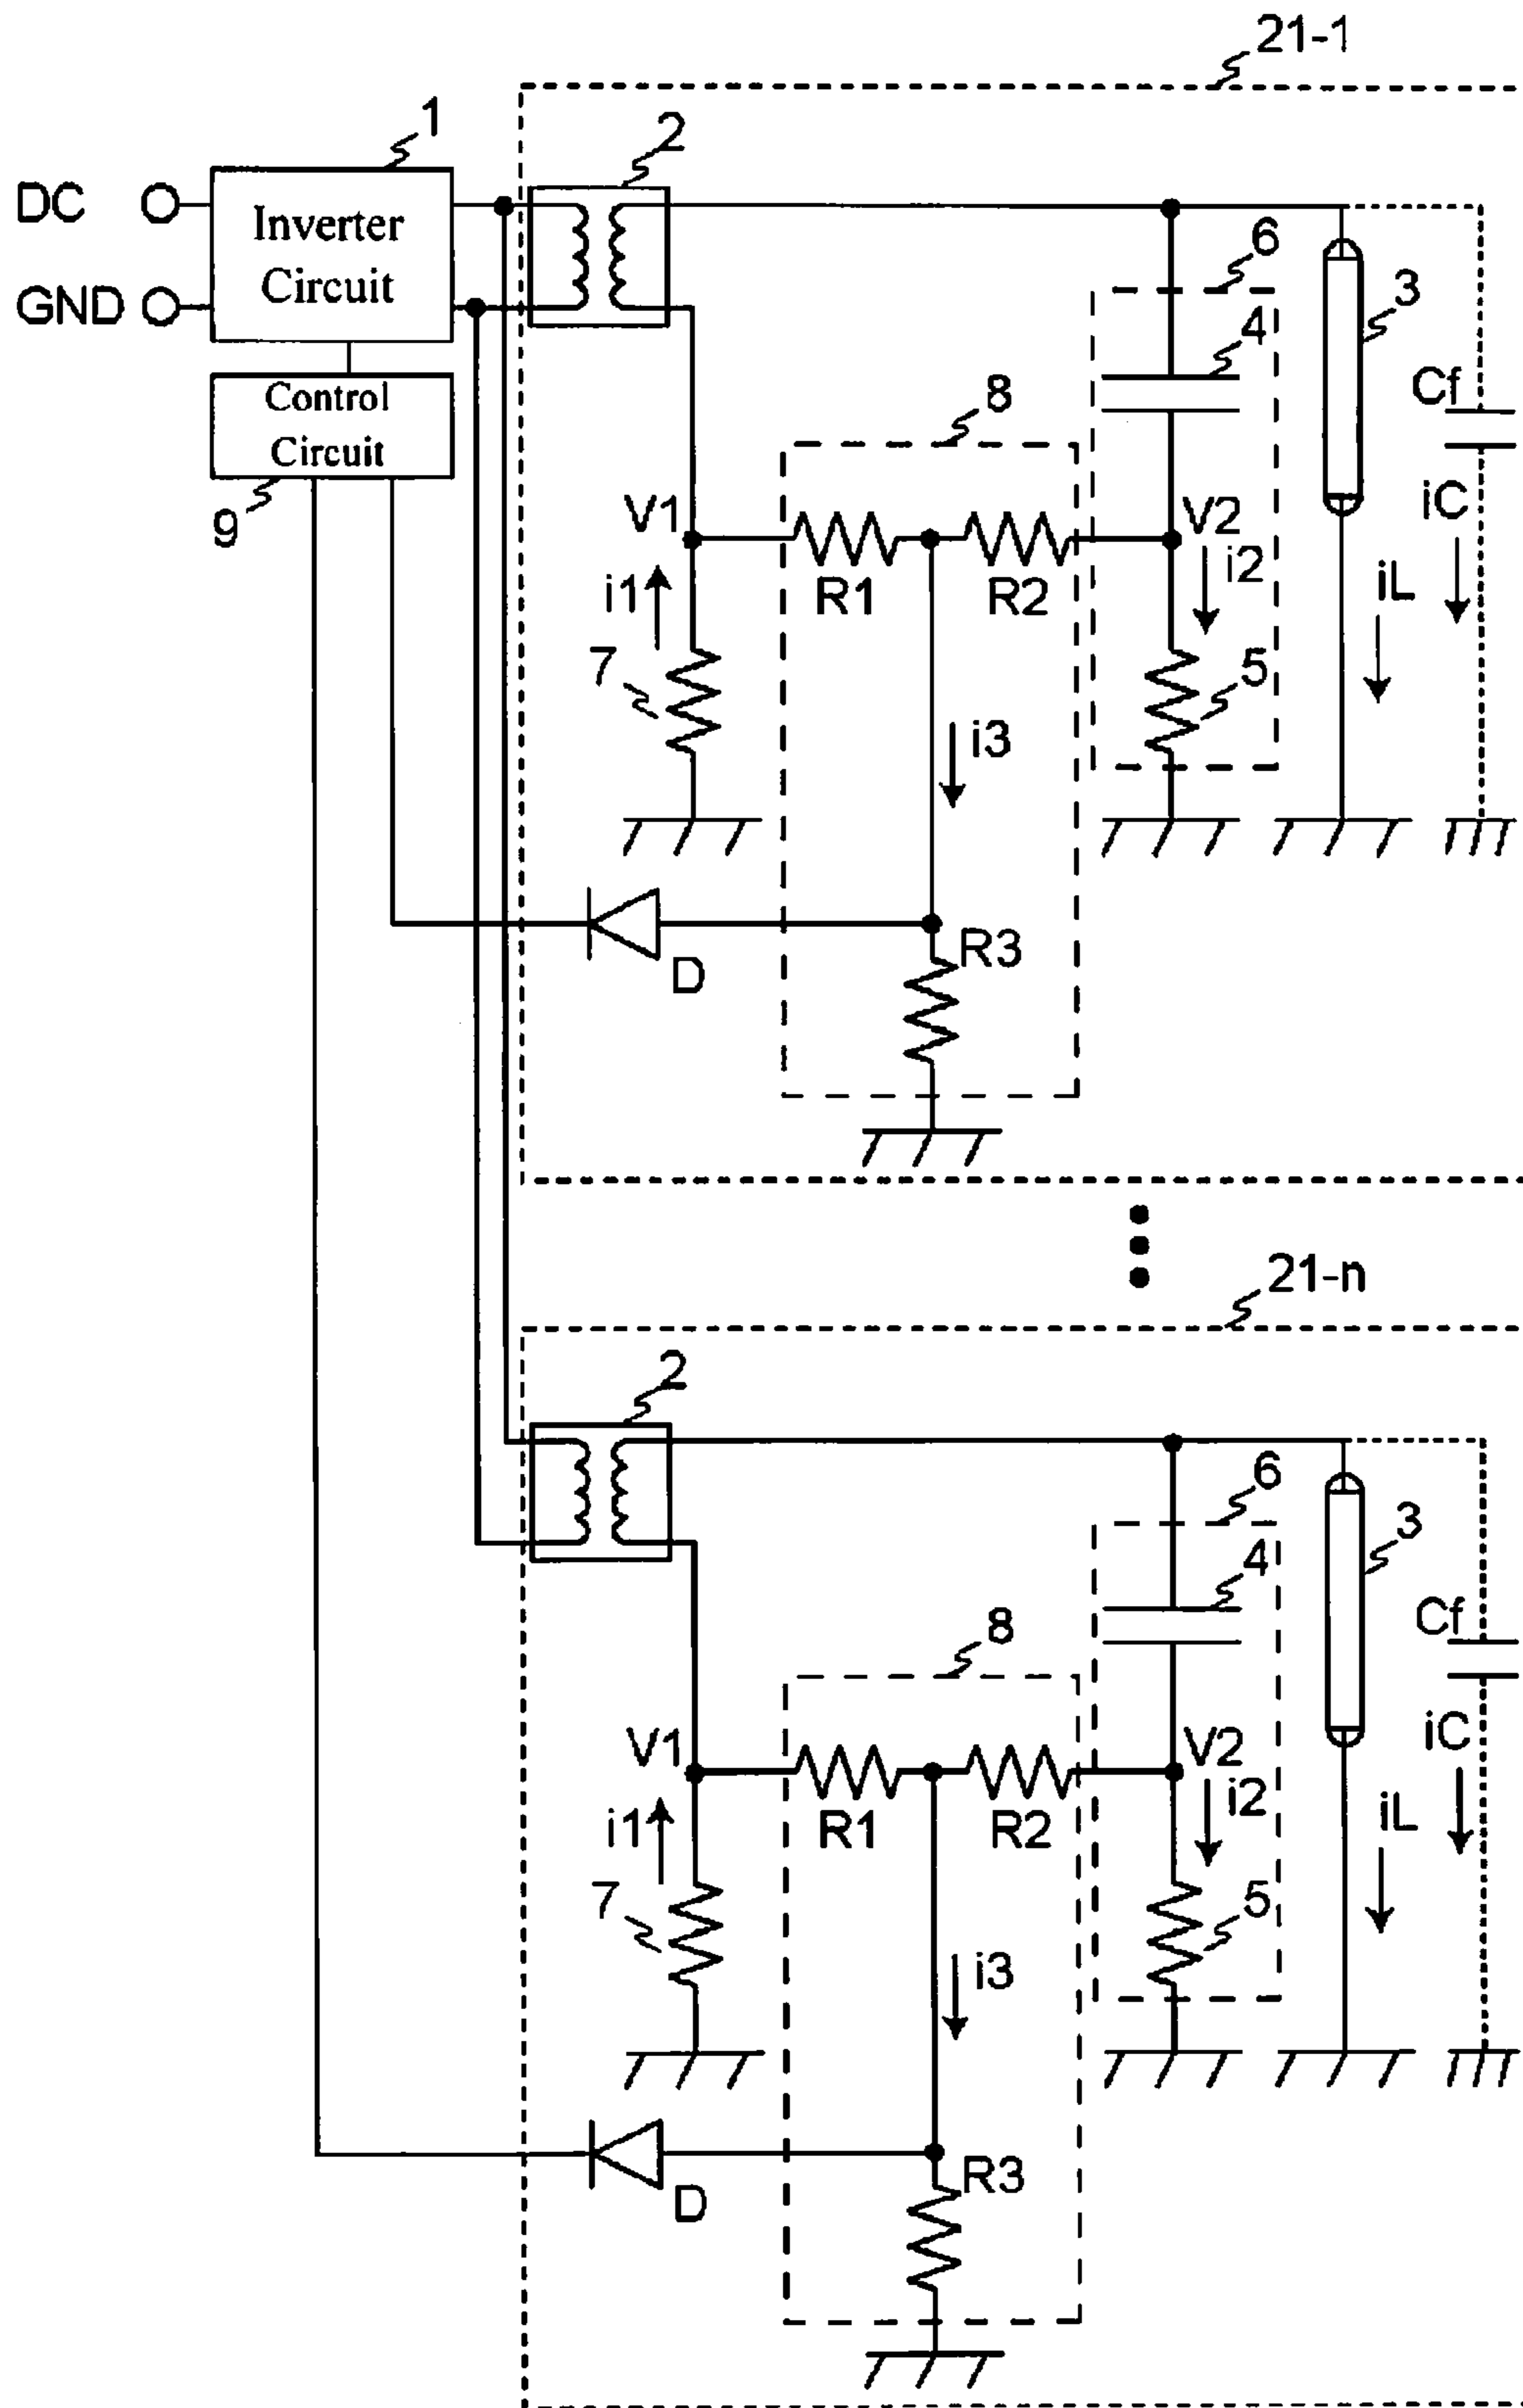 21-1
1
2
DC
Inverter
Circuit
GND
6
3
4
Control
Circuit
8
Cf
9
V1
V2
iC
R1
R2
i1
i2
iL
7
5
i3
D
R3
21-n
2
6
3
4
8
Cf
V1
V2
iC
R1
R2
i1
i2
iL
7
5
i3
D
R3